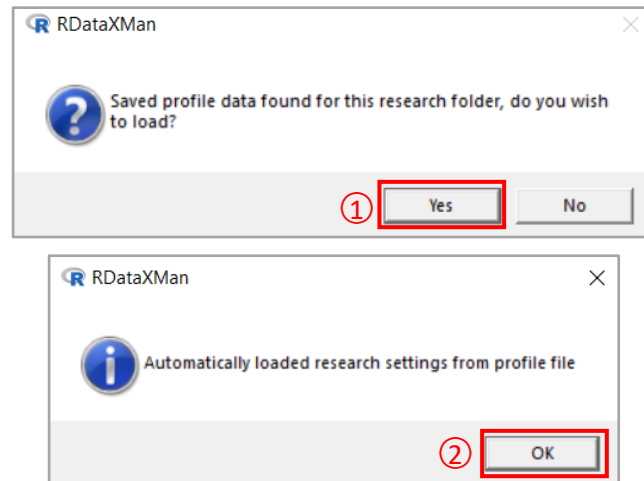 RDataXMan
Saved profile data found for this research folder, do you wish
to load?
① Yes No
RDataXMan
Automatically loaded research settings from profile file
② OK